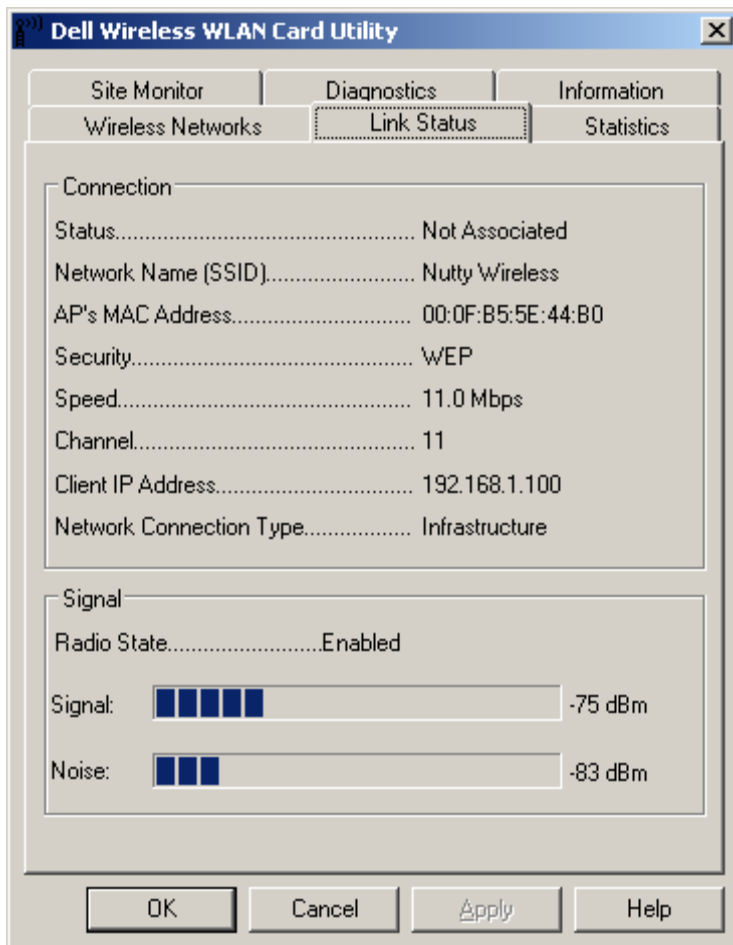 Dell Wireless WLAN Card Utility
Site Monitor Diagnostics Information
Wireless Networks Link Status Statistics
Connection
Status.......................................... Not Associated
Network Name (SSID)..................... Nutty Wireless
AP's MAC Address......................... 00:0F:B5:5E:44:B0
Security....................................... WEP
Speed......................................... 11.0 Mbps
Channel....................................... 11
Client IP Address............................ 192.168.1.100
Network Connection Type............... Infrastructure
Signal
Radio State......................Enabled
Signal: -75 dBm
Noise: -83 dBm
OK Cancel Apply Help